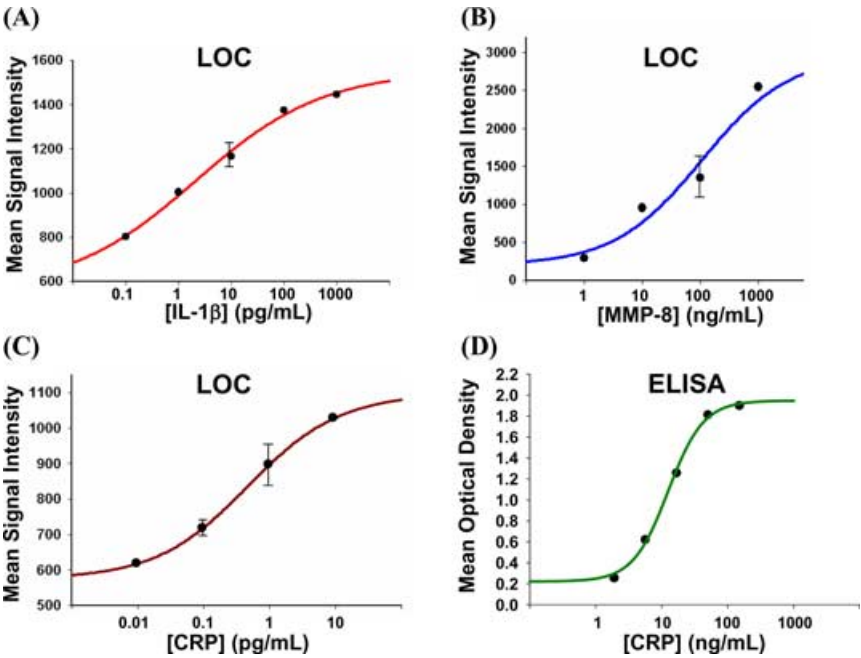 (A)
LOC
Mean Signal Intensity
1600
1400
1200
1000
800
600
0.1 1 10 100 1000
[IL-1β] (pg/mL)
(B)
LOC
Mean Signal Intensity
3000
2500
2000
1500
1000
500
0
1 10 100 1000
[MMP-8] (ng/mL)
(C)
LOC
Mean Signal Intensity
1100
1000
900
800
700
600
500
0.01 0.1 1 10
[CRP] (pg/mL)
(D)
ELISA
Mean Optical Density
2.2
2.0
1.8
1.6
1.4
1.2
1.0
0.8
0.6
0.4
0.2
0.0
1 10 100 1000
[CRP] (ng/mL)